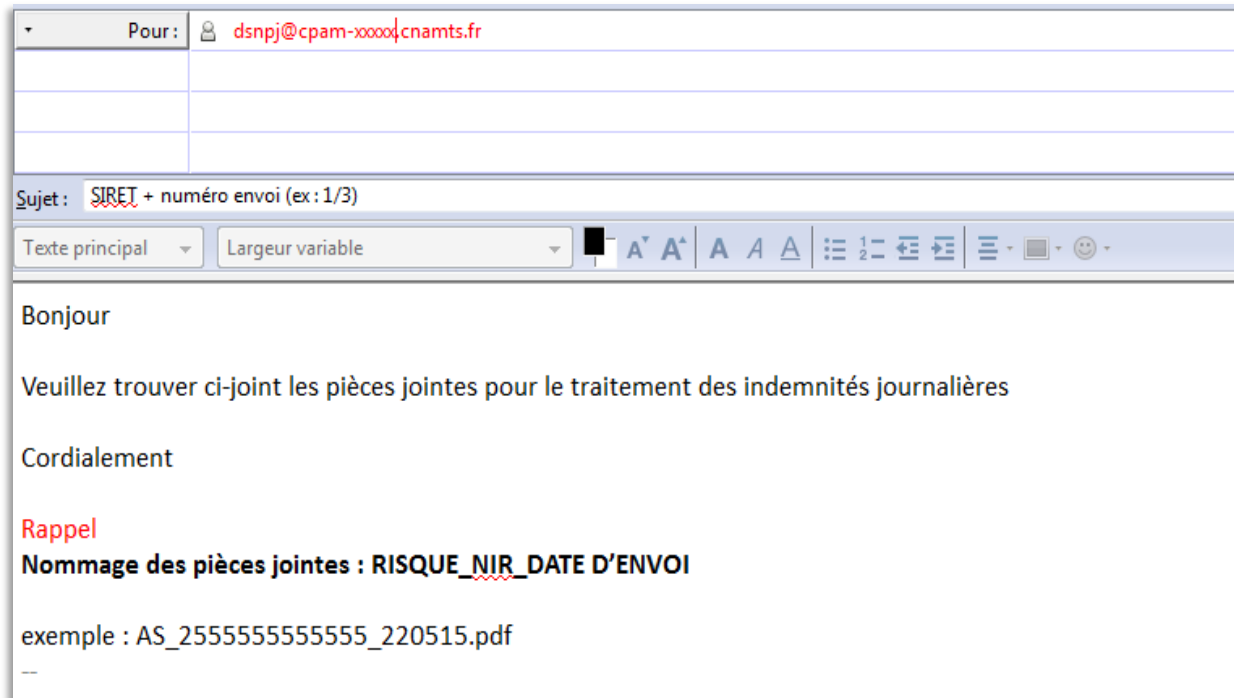 Pour :
dsnpj@cpam-xxxxx.cnamts.fr
Sujet : SIRET + numéro envoi (ex : 1/3)
Texte principal Largeur variable
Bonjour
Veuillez trouver ci-joint les pièces jointes pour le traitement des indemnités journalières
Cordialement
Rappel
Nommage des pièces jointes : RISQUE_NIR_DATE D’ENVOI
exemple : AS_2555555555555_220515.pdf
--